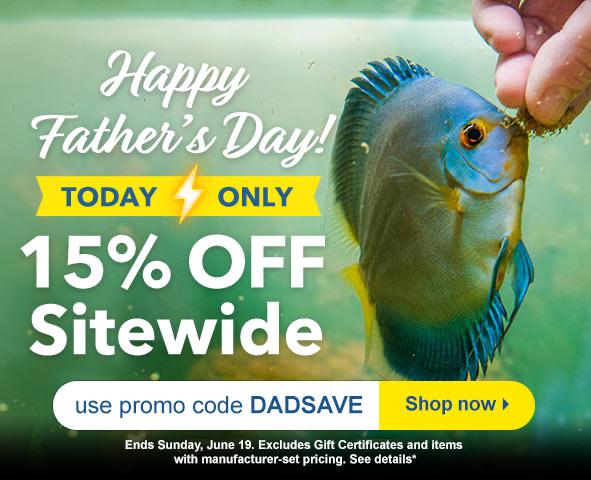 Happy
Father's Day!
TODAY ONLY
15% OFF
Sitewide
use promo code DADSAVE
Shop now
Ends Sunday, June 19. Excludes Gift Certificates and items
with manufacturer-set pricing. See details*